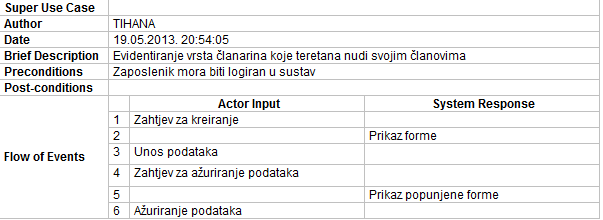 Super Use Case
Author TIHANA
Date 19.05.2013. 20:54:05
Brief Description Evidentiranje vrsta članarina koje teretana nudi svojim članovima
Preconditions Zaposlenik mora biti logiran u sustav
Post-conditions
Flow of Events
Actor Input System Response
1 Zahtjev za kreiranje
2 Prikaz forme
3 Unos podataka
4 Zahtjev za ažuriranje podataka
5 Prikaz popunjene forme
6 Ažuriranje podataka